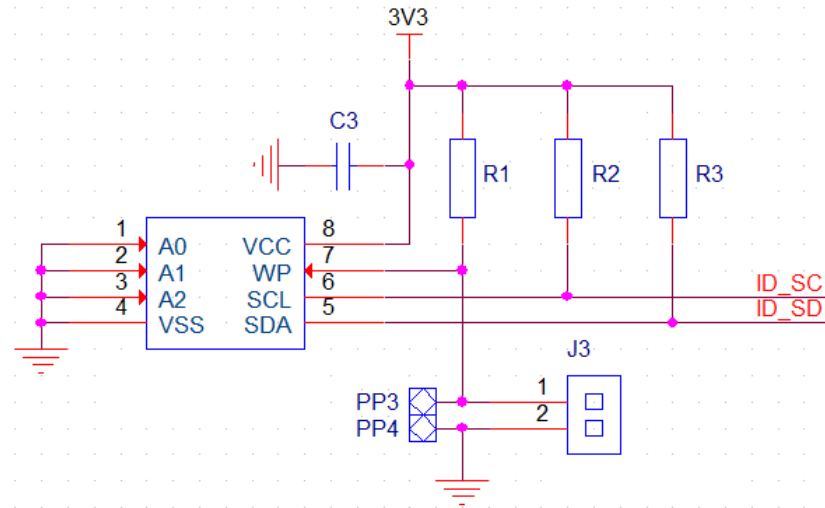 3V3
C3
R1 R2 R3
1 A0 VCC 8
2 A1 WP 7
3 A2 SCL 6 ID_SC
4 VSS SDA 5 ID_SD
J3
PP3 1
PP4 2